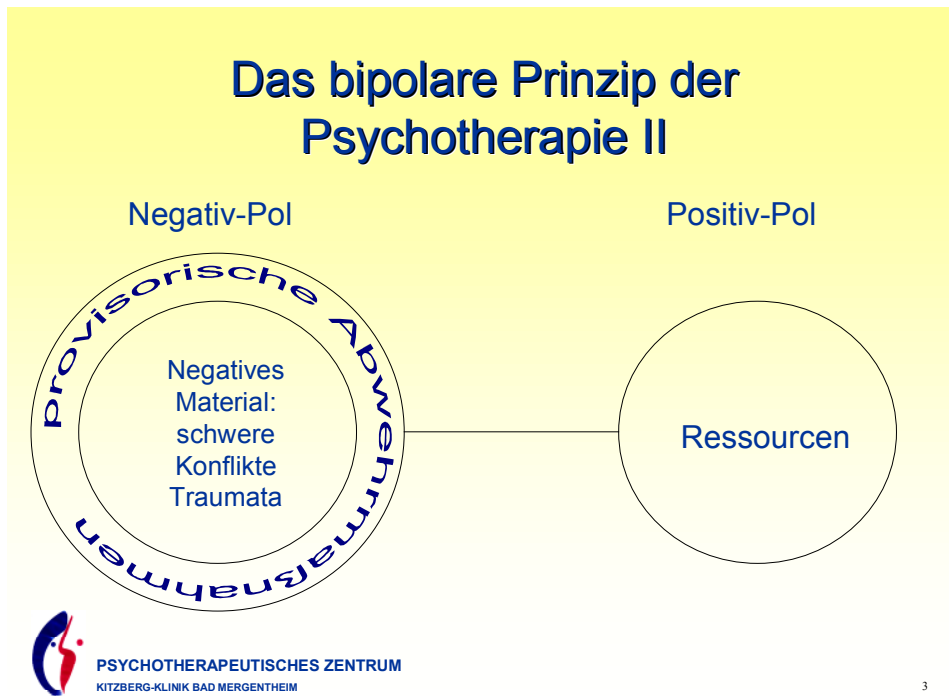 Das bipolare Prinzip der
Psychotherapie II
Negativ-Pol
Positiv-Pol
provisorische Abwehrmaßnahmen
Negatives
Material:
schwere
Konflikte
Traumata
Ressourcen
PSYCHOTHERAPEUTISCHES ZENTRUM
KITZBERG-KLINIK BAD MERGENTHEIM
3